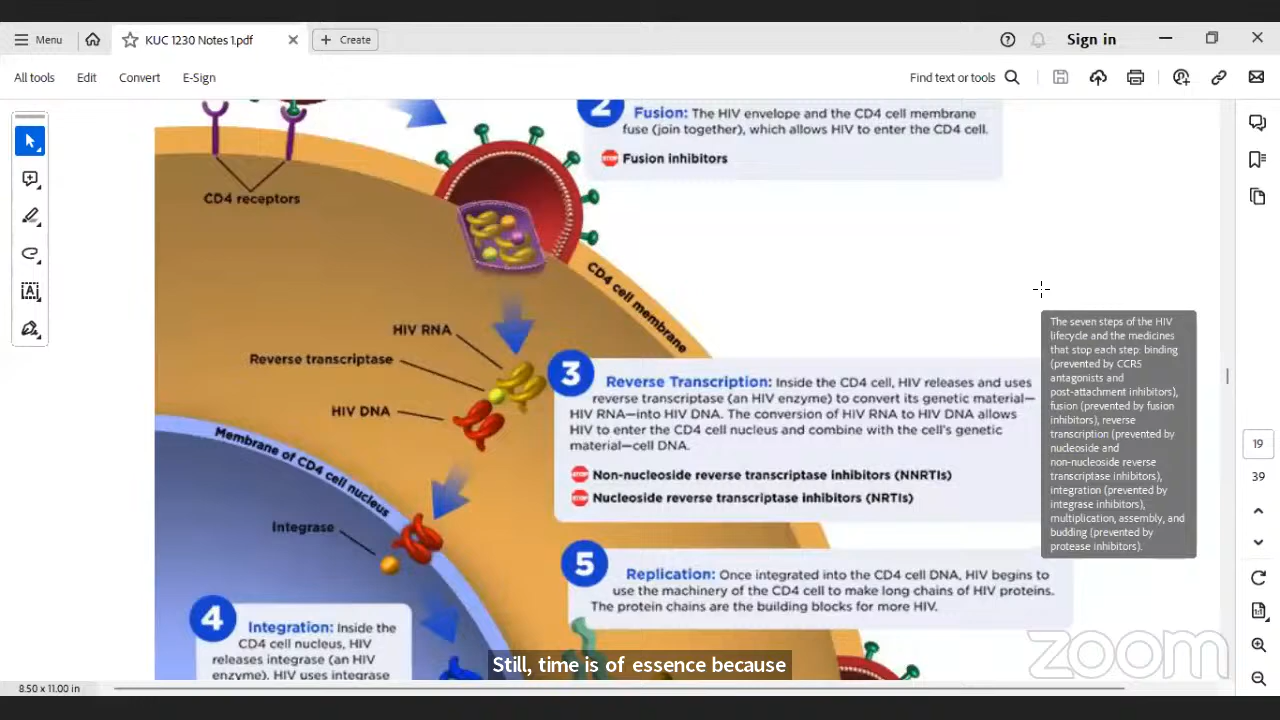 Menu
KUC 1230 Notes 1.pdf
Create
Sign in
All tools
Edit
Convert
E-Sign
Find text or tools
2
Fusion: The HIV envelope and the CD4 cell membrane
fuse (join together), which allows HIV to enter the CD4 cell.
STOP Fusion inhibitors
CD4 receptors
CD4 cell membrane
HIV RNA
Reverse transcriptase
HIV DNA
3
Reverse Transcription: Inside the CD4 cell, HIV releases and uses
reverse transcriptase (an HIV enzyme) to convert its genetic material—
HIV RNA—into HIV DNA. The conversion of HIV RNA to HIV DNA allows
HIV to enter the CD4 cell nucleus and combine with the cell's genetic
material—cell DNA.
STOP Non-nucleoside reverse transcriptase inhibitors (NNRTIs)
STOP Nucleoside reverse transcriptase inhibitors (NRTIs)
The seven steps of the HIV
lifecycle and the medicines
that stop each step: binding
(prevented by CCR5
antagonists and
post-attachment inhibitors),
fusion (prevented by fusion
inhibitors), reverse
transcription (prevented by
nucleoside and
non-nucleoside reverse
transcriptase inhibitors),
integration (prevented by
integrase inhibitors),
multiplication, assembly, and
budding (prevented by
protease inhibitors).
19
39
Membrane of CD4 cell nucleus
Integrase
5
Replication: Once integrated into the CD4 cell DNA, HIV begins to
use the machinery of the CD4 cell to make long chains of HIV proteins.
The protein chains are the building blocks for more HIV.
4
Integration: Inside the
CD4 cell nucleus, HIV
releases integrase (an HIV
enzyme). HIV uses integrase
zoom
Still, time is of essence because
8.50 x 11.00 in